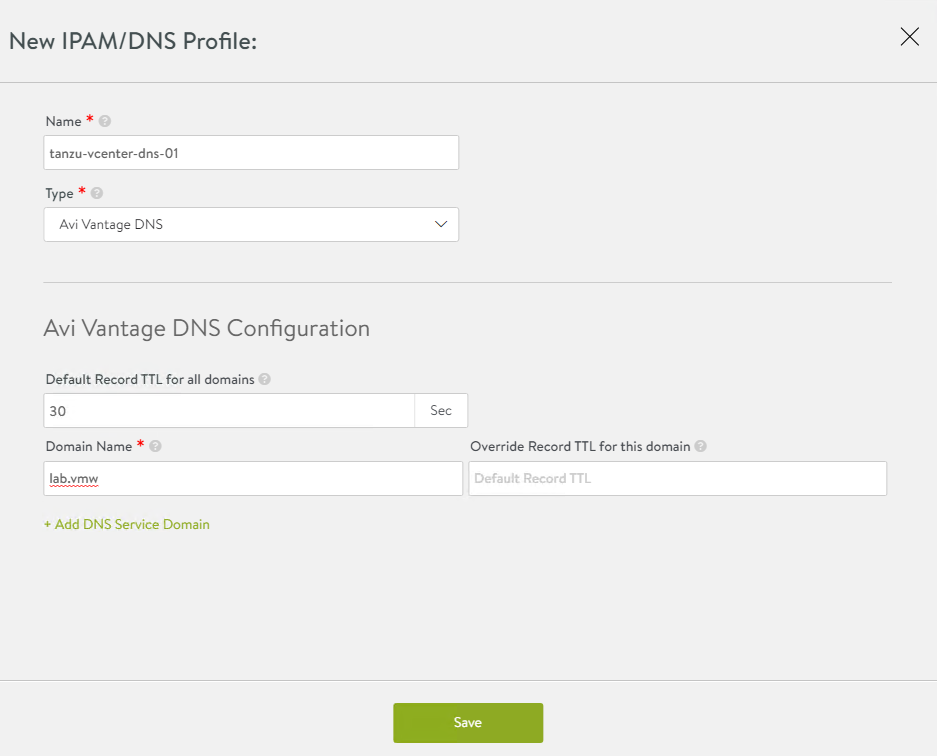 New IPAM/DNS Profile:
Name *
tanzu-vcenter-dns-01
Type *
Avi Vantage DNS
Avi Vantage DNS Configuration
Default Record TTL for all domains
30 Sec
Domain Name * Override Record TTL for this domain
lab.vmw Default Record TTL
+ Add DNS Service Domain
Save